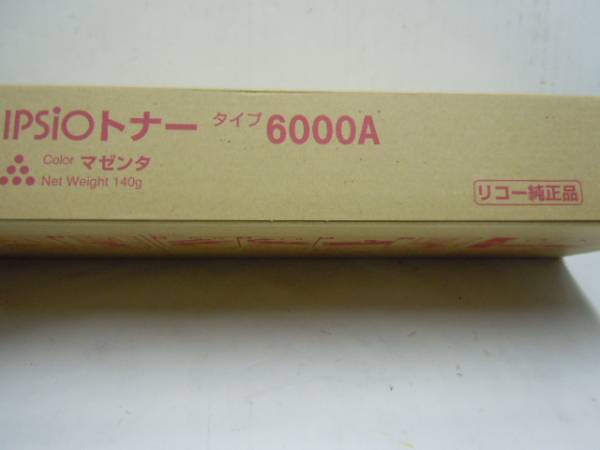 IPSiOトナー タイプ 6000A
Color マゼンタ
Net Weight 140g
リコー純正品